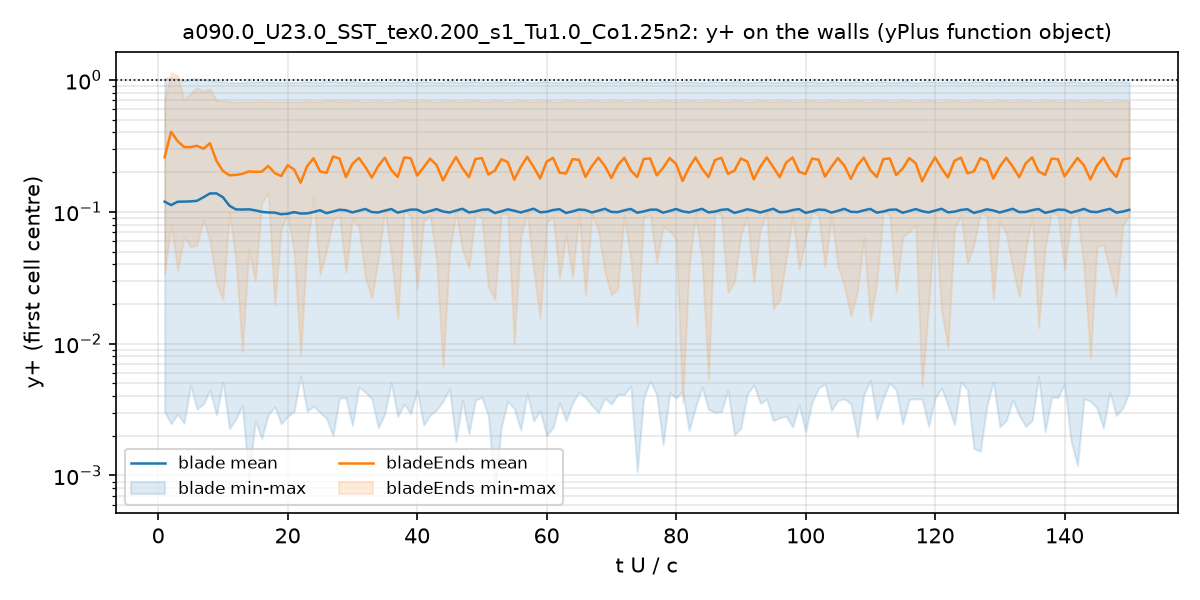 a090.0_U23.0_SST_tex0.200_s1_Tu1.0_Co1.25n2: y+ on the walls (yPlus function object)
y+ (first cell centre)
10⁰
10⁻¹
10⁻²
10⁻³
blade mean
blade min-max
bladeEnds mean
bladeEnds min-max
0 20 40 60 80 100 120 140
t U / c